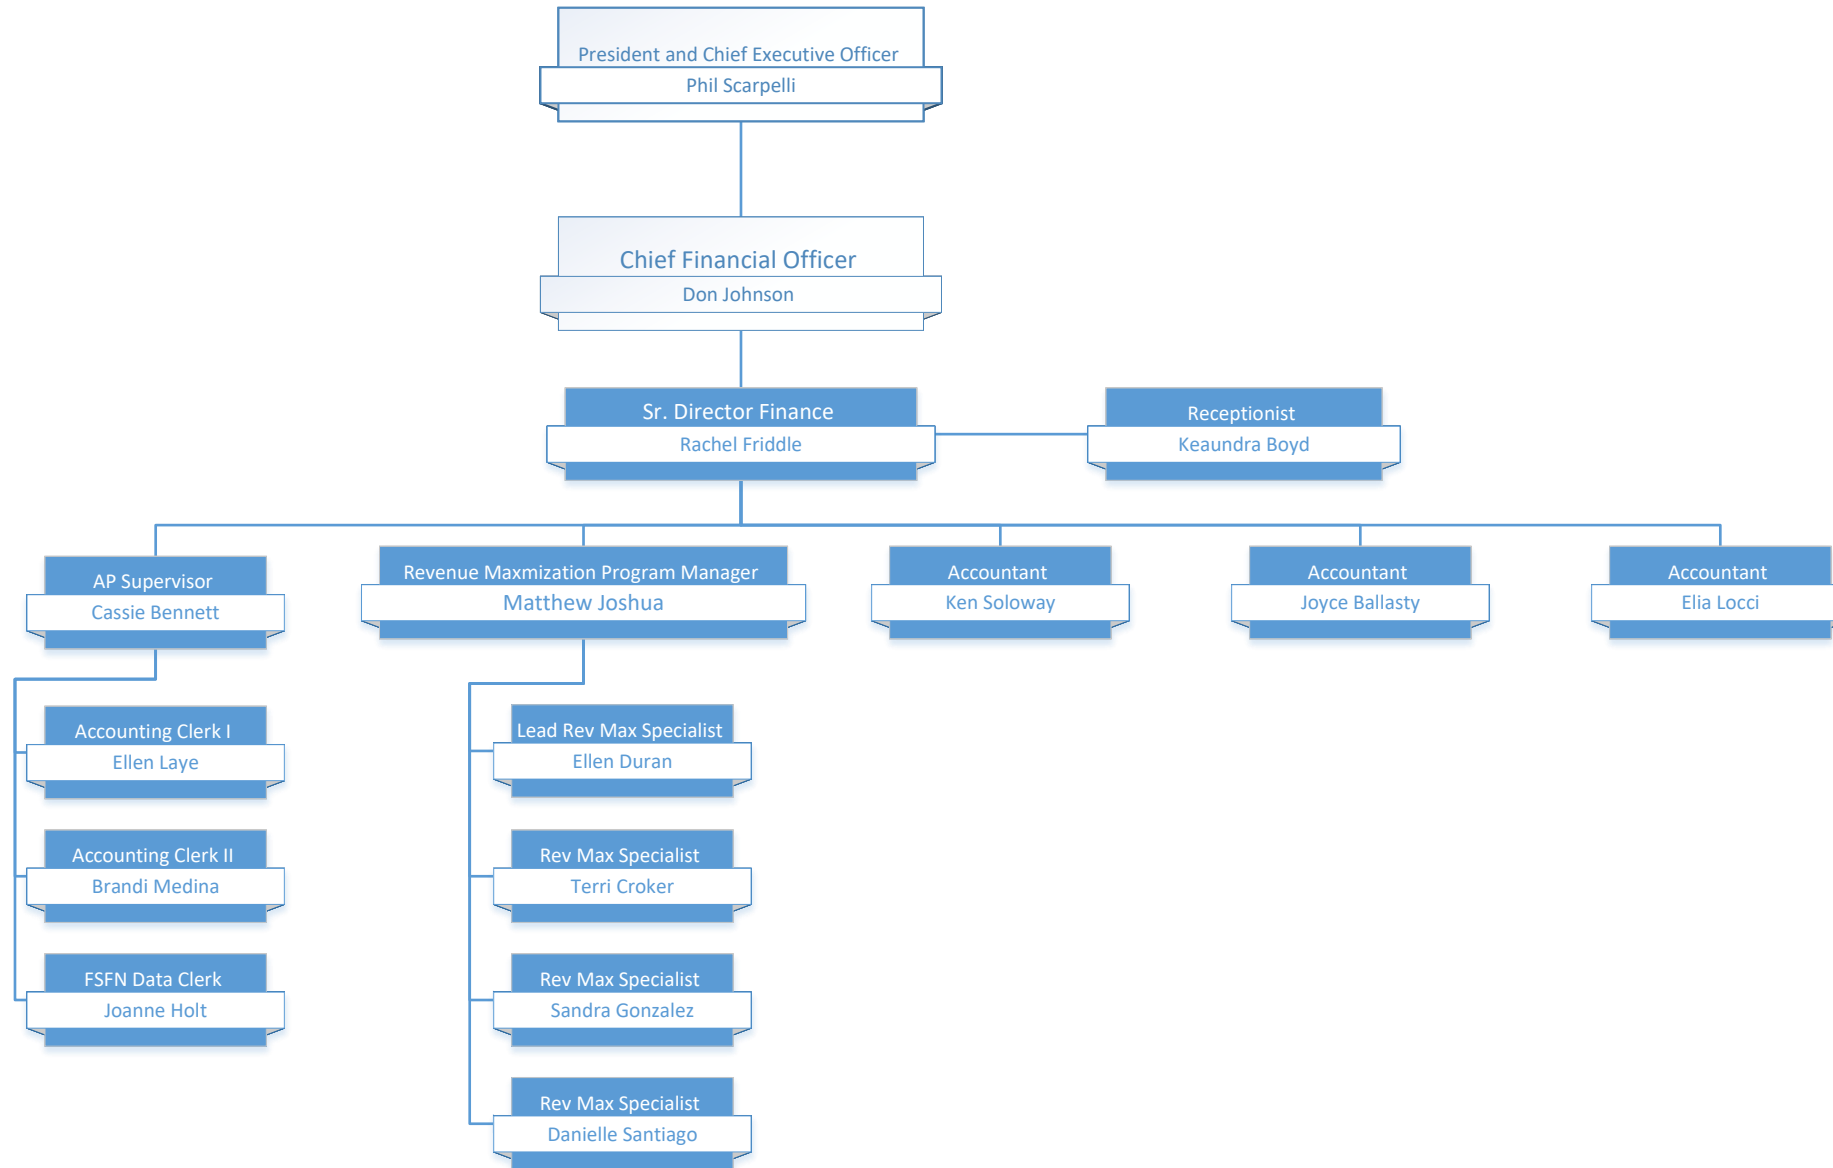 President and Chief Executive Officer
Phil Scarpelli
Chief Financial Officer
Don Johnson
Sr. Director Finance
Rachel Friddle
Receptionist
Keaundra Boyd
AP Supervisor
Cassie Bennett
Revenue Maxmization Program Manager
Matthew Joshua
Accountant
Ken Soloway
Accountant
Joyce Ballasty
Accountant
Elia Locci
Accounting Clerk I
Ellen Laye
Accounting Clerk II
Brandi Medina
FSFN Data Clerk
Joanne Holt
Lead Rev Max Specialist
Ellen Duran
Rev Max Specialist
Terri Croker
Rev Max Specialist
Sandra Gonzalez
Rev Max Specialist
Danielle Santiago